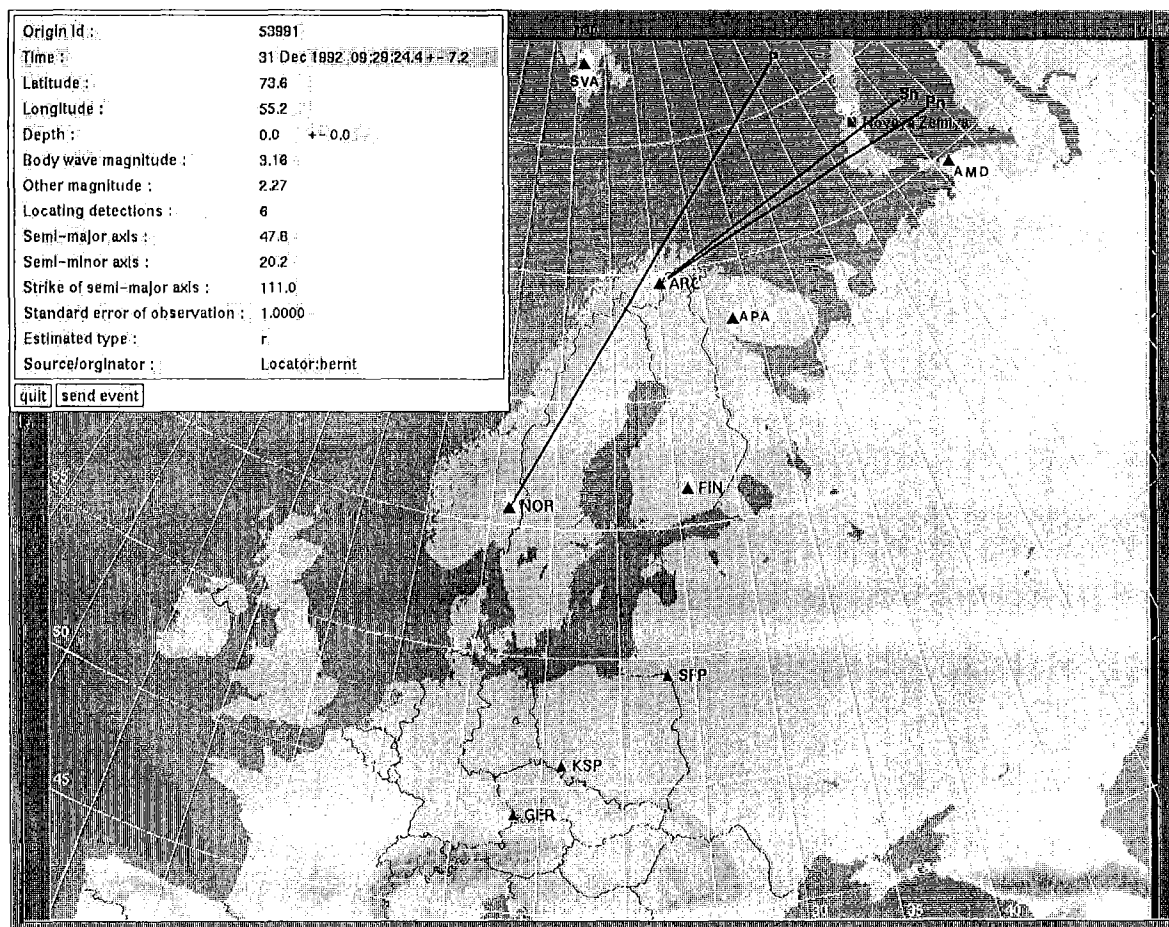 Origin Id : 53991
Time : 31 Dec 1992 09:29:24.4 +- 7.2
Latitude : 73.6
Longitude : 55.2
Depth : 0.0 +- 0.0
Body wave magnitude : 3.16
Other magnitude : 2.27
Locating detections : 6
Semi-major axis : 47.8
Semi-minor axis : 20.2
Strike of semi-major axis : 111.0
Standard error of observation : 1.0000
Estimated type : r
Source/orginator : Locator:bernt
quit send event
P
SVA
Sn
Pn
Novaya Zemlya
AMD
ARC
APA
FIN
NOR
50
SFP
KSP
45
GER
30
35
40